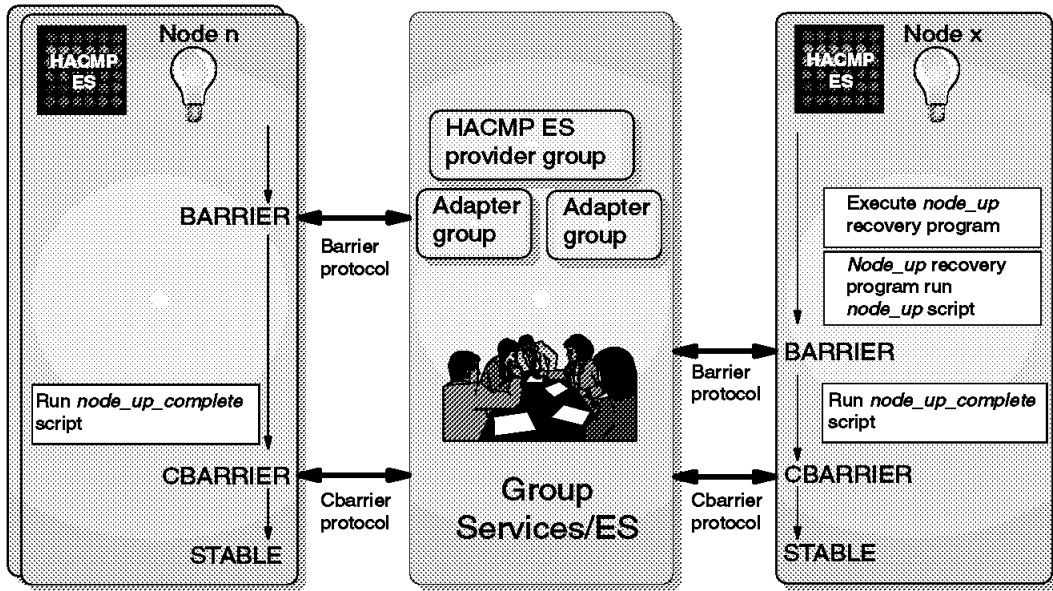 HACMP
ES
Node n
BARRIER
Barrier
protocol
Run node_up_complete
script
CBARRIER
Cbarrier
protocol
STABLE
HACMP ES
provider group
Adapter
group
Adapter
group
Group
Services/ES
HACMP
ES
Node x
Execute node_up
recovery program
Node_up recovery
program run
node_up script
BARRIER
Barrier
protocol
Run node_up_complete
script
CBARRIER
Cbarrier
protocol
STABLE